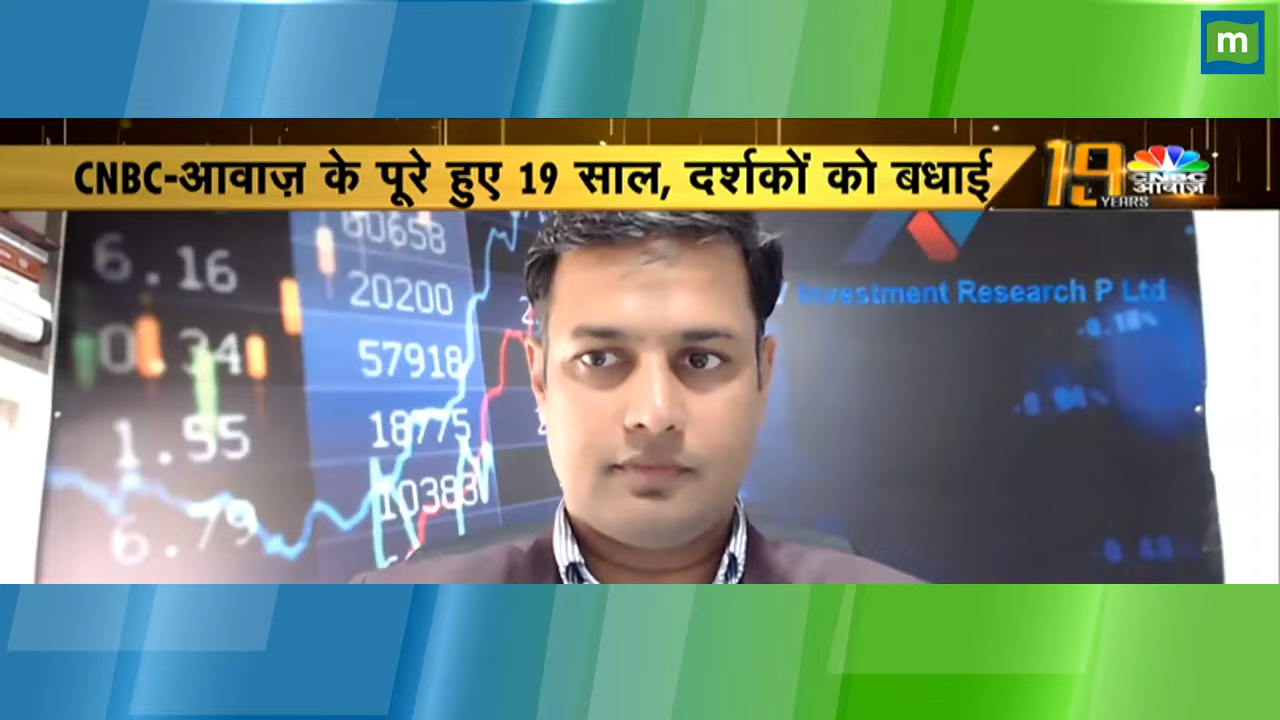 m
CNBC-आवाज़ के पूरे हुए 19 साल, दर्शकों को बधाई
19 YEARS
CNBC
आवाज़
6.16
0.34
1.55
6.79
60658
20200
57918
18775
10383
Investment Research P Ltd